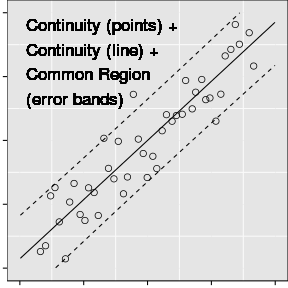 Continuity (points) +
Continuity (line) +
Common Region
(error bands)